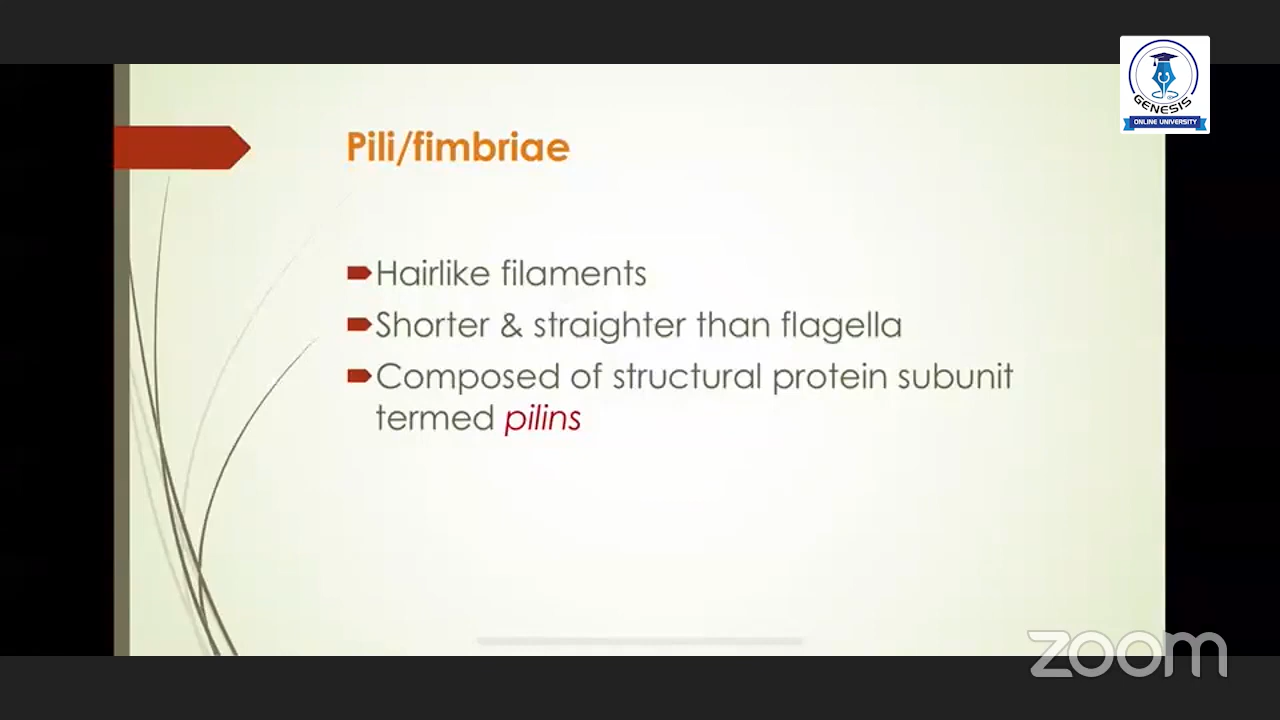 GENESIS
ONLINE UNIVERSITY
Pili/fimbriae
Hairlike filaments
Shorter & straighter than flagella
Composed of structural protein subunit
termed pilins
zoom